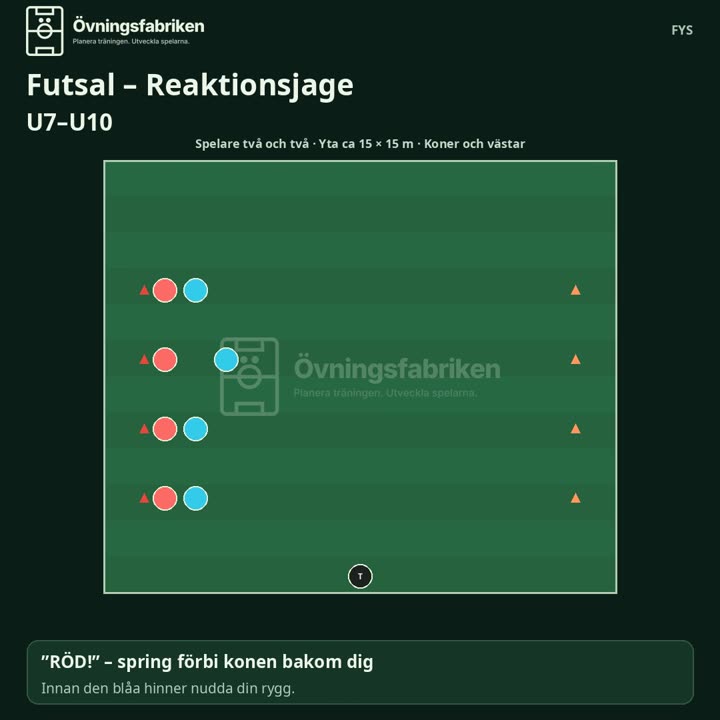 Övningsfabriken
Planera träningen. Utveckla spelarna.
FYS
Futsal – Reaktionsjage
U7–U10
Spelare två och två · Yta ca 15 × 15 m · Koner och västar
Övningsfabriken
Planera träningen. Utveckla spelarna.
T
”RÖD!” – spring förbi konen bakom dig
Innan den blåa hinner nudda din rygg.